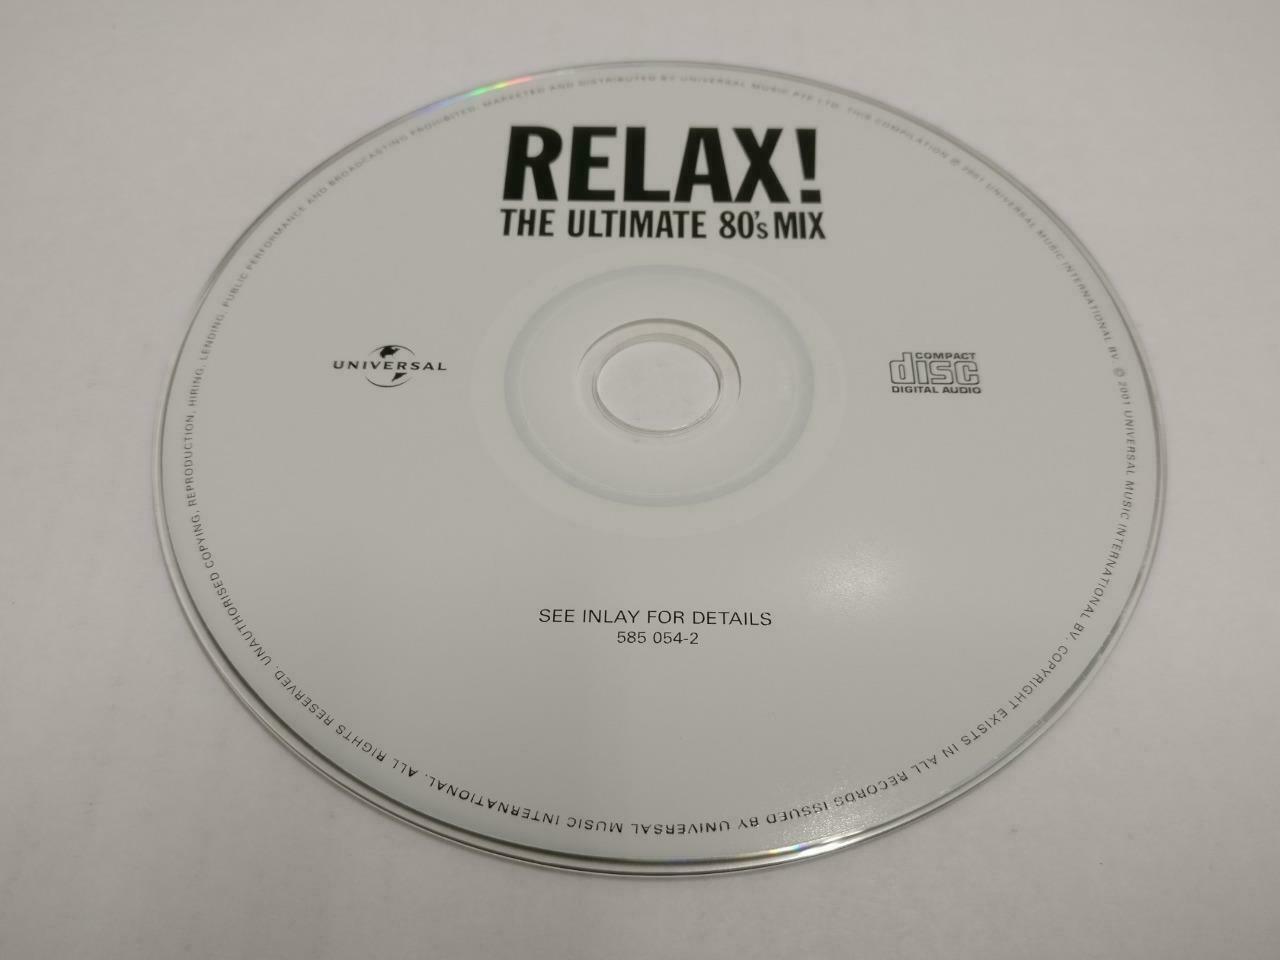 RELAX!
THE ULTIMATE 80's MIX
UNIVERSAL
COMPACT
disc
DIGITAL AUDIO
SEE INLAY FOR DETAILS
585 054-2
UNAUTHORISED COPYING, REPRODUCTION, HIRING, LENDING, PUBLIC PERFORMANCE AND BROADCASTING PROHIBITED. MARKETED AND DISTRIBUTED BY UNIVERSAL MUSIC PTE LTD. THIS COMPILATION ℗ 2001 UNIVERSAL MUSIC INTERNATIONAL BV. © 2001 UNIVERSAL MUSIC INTERNATIONAL BV. COPYRIGHT EXISTS IN ALL RECORDS ISSUED BY UNIVERSAL MUSIC INTERNATIONAL. ALL RIGHTS RESERVED.